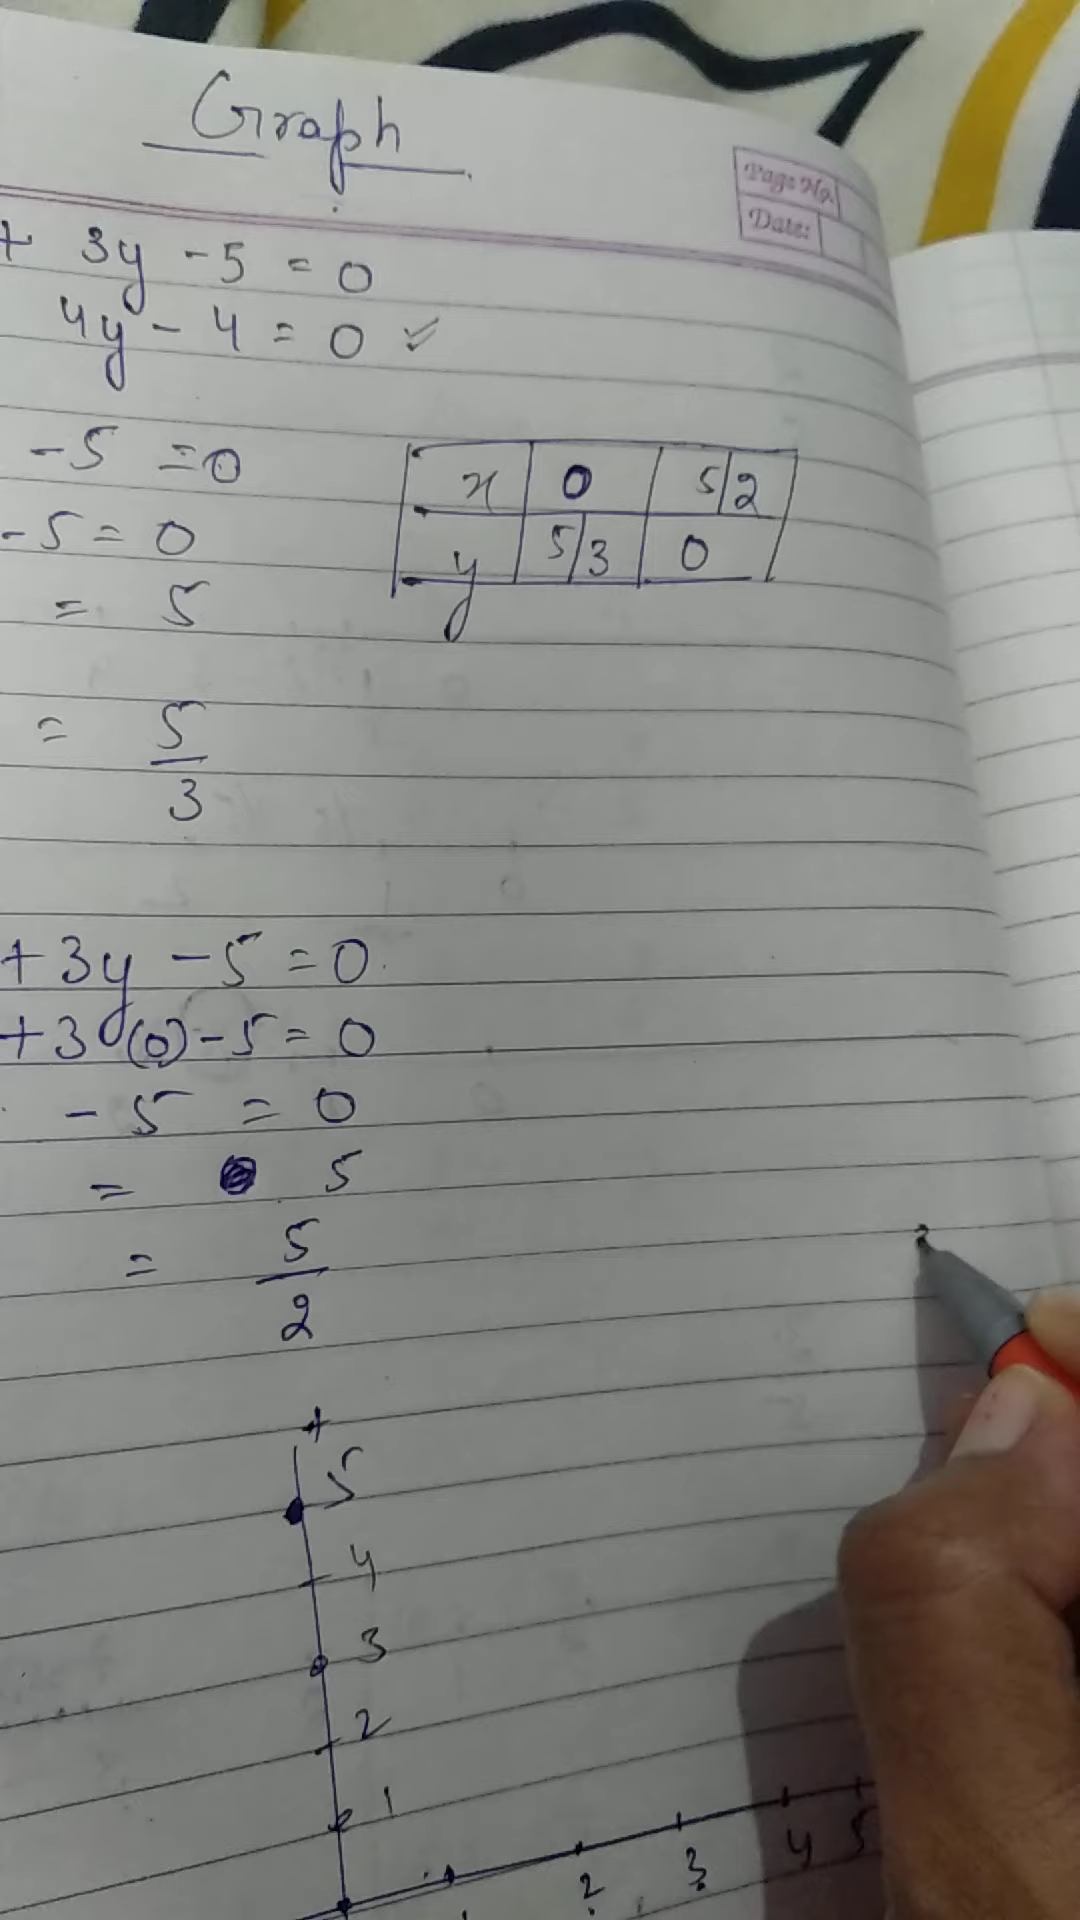 Graph
Page No.
Date:
+ 3y - 5 = 0
4y - 4 = 0
- 5 = 0
x 0 5/2
- 5 = 0
y 5/3 0
= 5
= 5/3
+ 3y - 5 = 0
+ 3(0) - 5 = 0
- 5 = 0
= 5
= 5/2
5
4
3
2
1
2 3 4 5